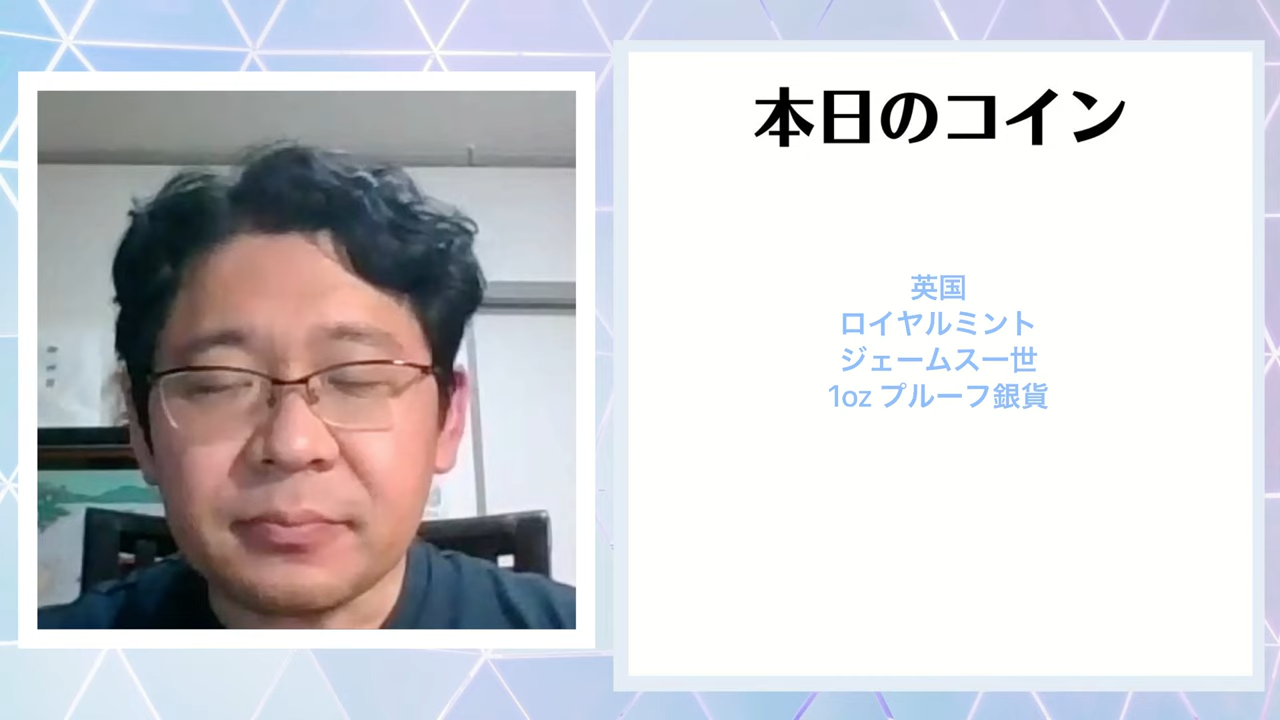 本日のコイン
英国
ロイヤルミント
ジェームス一世
1oz プルーフ銀貨